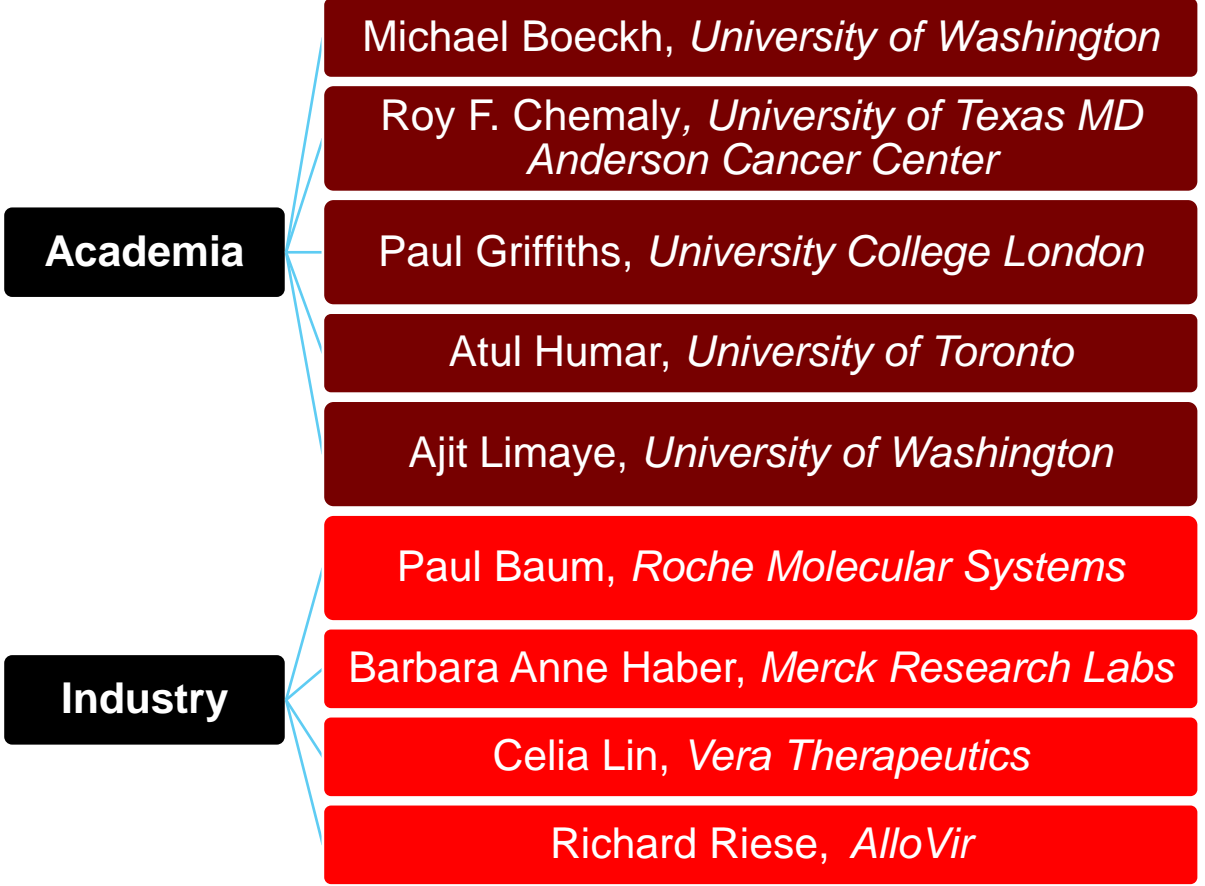 Academia
Michael Boeckh, University of Washington
Roy F. Chemaly, University of Texas MD
Anderson Cancer Center
Paul Griffiths, University College London
Atul Humar, University of Toronto
Ajit Limaye, University of Washington
Industry
Paul Baum, Roche Molecular Systems
Barbara Anne Haber, Merck Research Labs
Celia Lin, Vera Therapeutics
Richard Riese, AlloVir